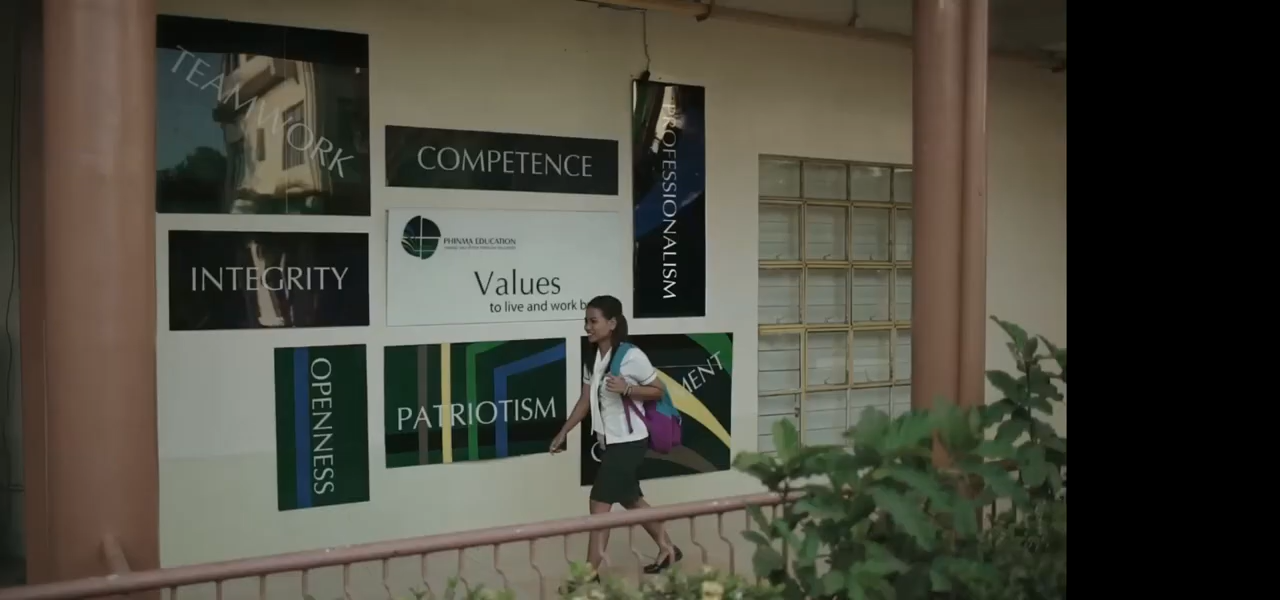 TEAMWORK
COMPETENCE
PROFESSIONALISM
INTEGRITY
PHINMA EDUCATION
Values
to live and work
OPENNESS
PATRIOTISM